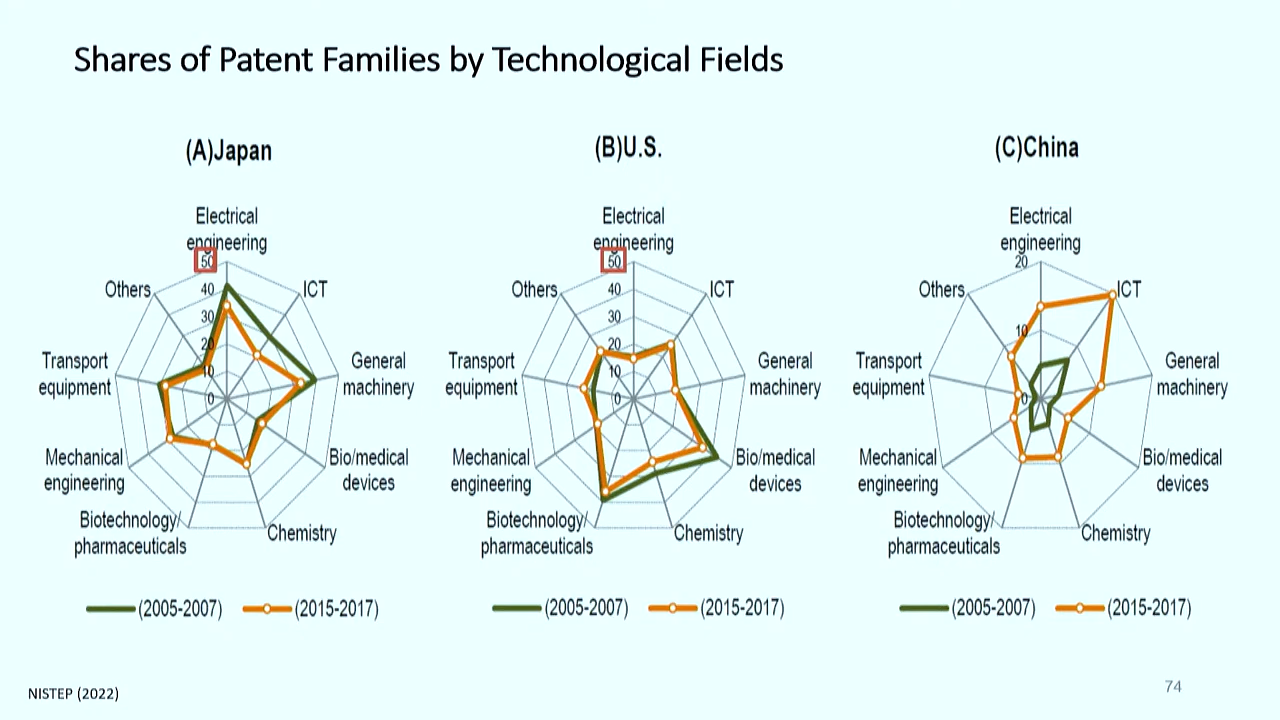 Shares of Patent Families by Technological Fields
(A)Japan
Electrical
engineering
50
40
30
20
10
0
ICT
General
machinery
Bio/medical
devices
Chemistry
Biotechnology/
pharmaceuticals
Mechanical
engineering
Transport
equipment
Others
(2005-2007)
(2015-2017)
(B)U.S.
Electrical
engineering
50
40
30
20
10
0
ICT
General
machinery
Bio/medical
devices
Chemistry
Biotechnology/
pharmaceuticals
Mechanical
engineering
Transport
equipment
Others
(2005-2007)
(2015-2017)
(C)China
Electrical
engineering
20
10
0
ICT
General
machinery
Bio/medical
devices
Chemistry
Biotechnology/
pharmaceuticals
Mechanical
engineering
Transport
equipment
Others
(2005-2007)
(2015-2017)
NISTEP (2022)
74